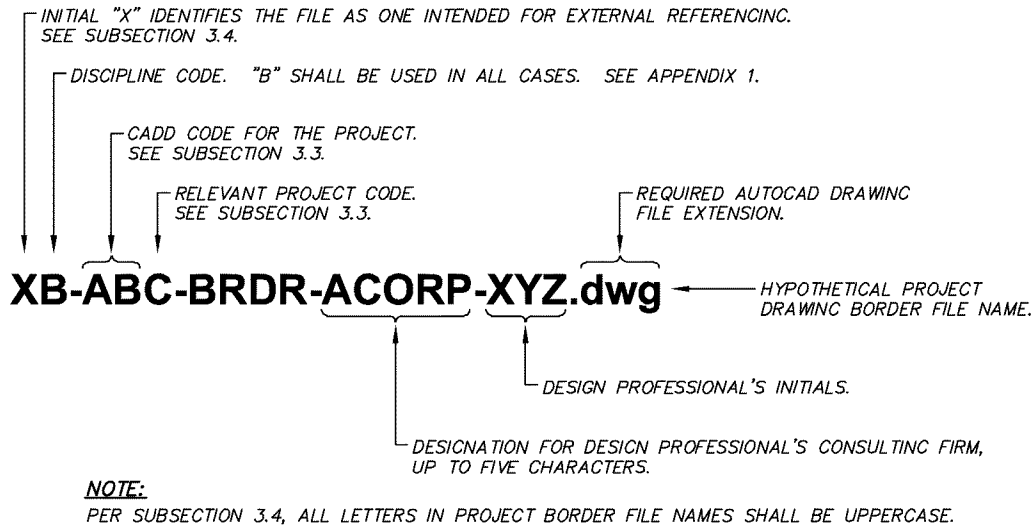 INITIAL "X" IDENTIFIES THE FILE AS ONE INTENDED FOR EXTERNAL REFERENCINC.
SEE SUBSECTION 3.4.
DISCIPLINE CODE. "B" SHALL BE USED IN ALL CASES. SEE APPENDIX 1.
CADD CODE FOR THE PROJECT.
SEE SUBSECTION 3.3.
RELEVANT PROJECT CODE.
SEE SUBSECTION 3.3.
REQUIRED AUTOCAD DRAWINC
FILE EXTENSION.
XB-ABC-BRDR-ACORP-XYZ.dwg
HYPOTHETICAL PROJECT
DRAWINC BORDER FILE NAME.
DESIGN PROFESSIONAL'S INITIALS.
DESIGNATION FOR DESIGN PROFESSIONAL'S CONSULTINC FIRM,
UP TO FIVE CHARACTERS.
NOTE:
PER SUBSECTION 3.4, ALL LETTERS IN PROJECT BORDER FILE NAMES SHALL BE UPPERCASE.